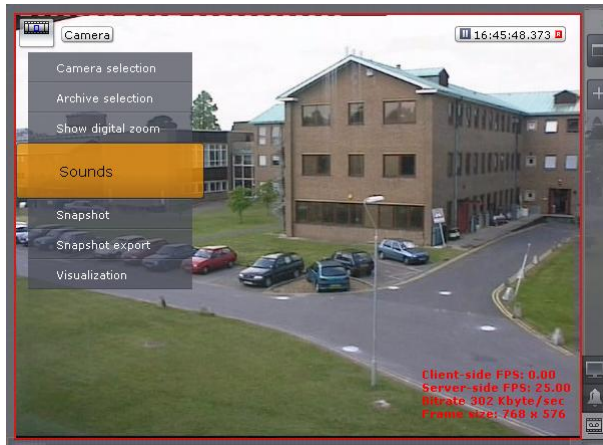 Camera
16:45:48.373 R
Camera selection
Archive selection
Show digital zoom
Sounds
Snapshot
Snapshot export
Visualization
Client-side FPS: 0.00
Server-side FPS: 25.00
Bitrate 302 Kbyte/sec
Frame size: 768 x 576